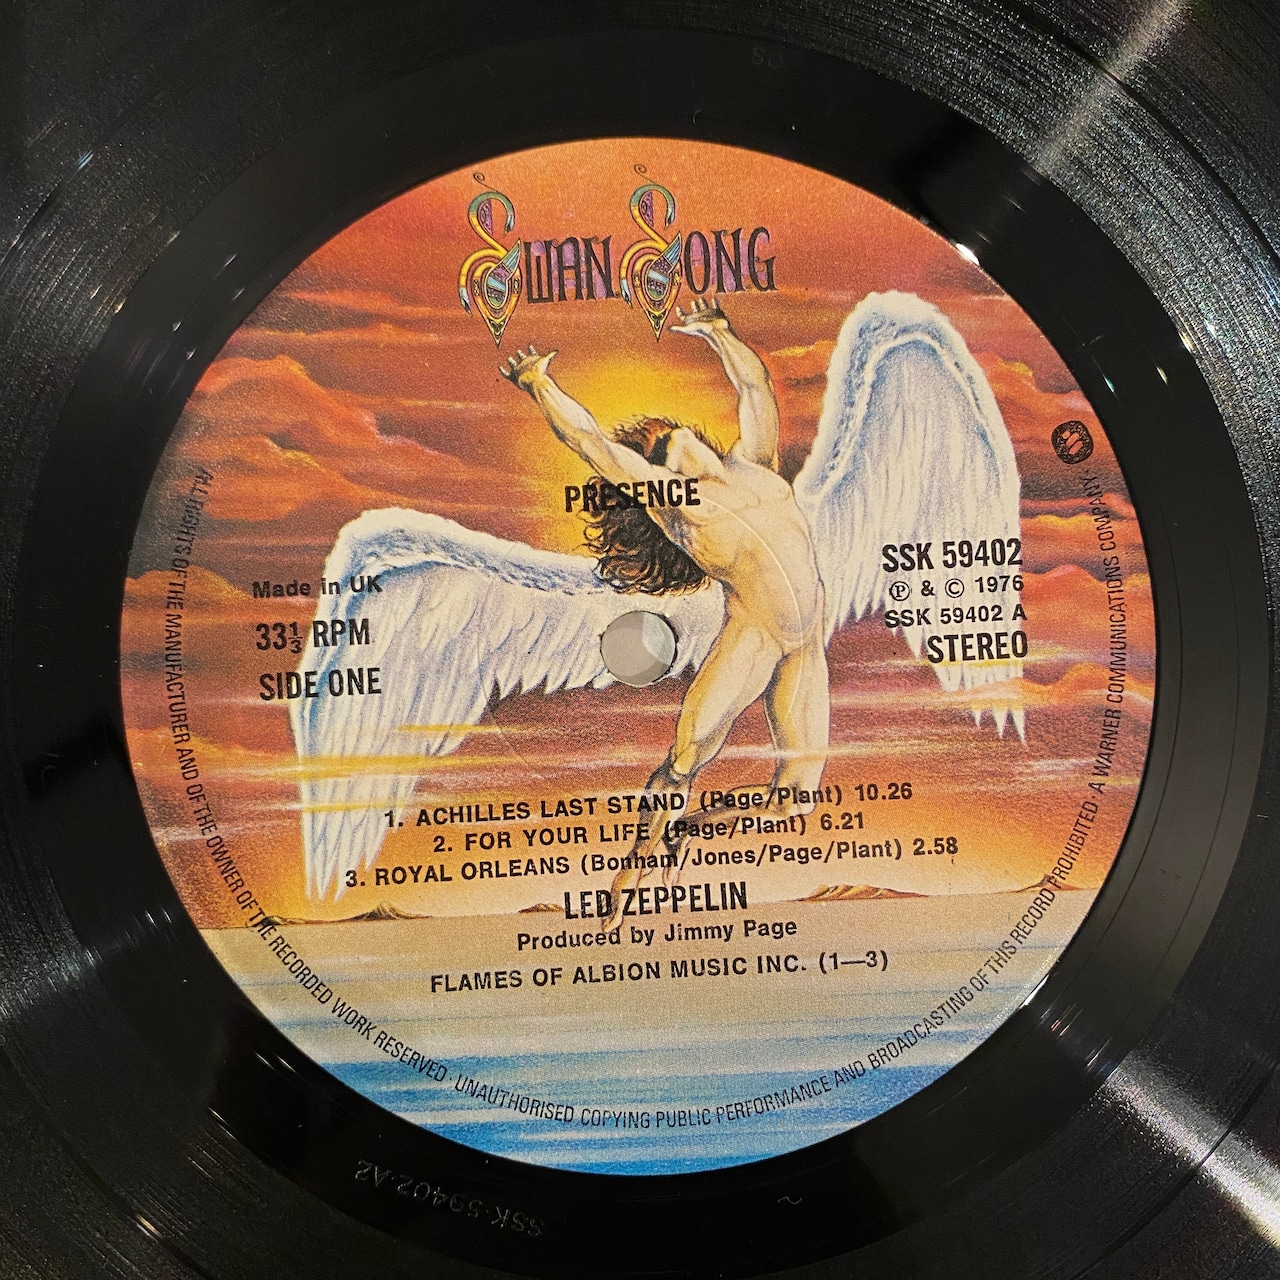 SWAN SONG
PRESENCE
Made in UK
33⅓ RPM
SIDE ONE
SSK 59402
Ⓟ & © 1976
SSK 59402 A
STEREO
1. ACHILLES LAST STAND (Page/Plant) 10.26
2. FOR YOUR LIFE (Page/Plant) 6.21
3. ROYAL ORLEANS (Bonham/Jones/Page/Plant) 2.58
LED ZEPPELIN
Produced by Jimmy Page
FLAMES OF ALBION MUSIC INC. (1—3)
ALL RIGHTS OF THE MANUFACTURER AND OF THE OWNER OF THE RECORDED WORK RESERVED · UNAUTHORISED COPYING PUBLIC PERFORMANCE AND BROADCASTING OF THIS RECORD PROHIBITED · A WARNER COMMUNICATIONS COMPANY.
SSK·59402·A2